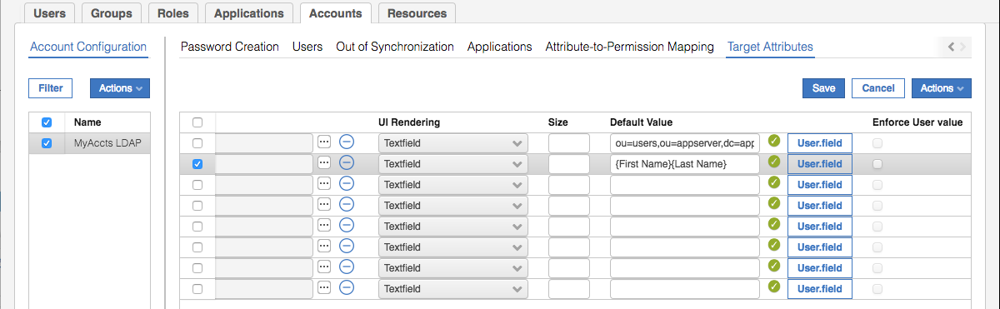 Users Groups Roles Applications Accounts Resources
Account Configuration
Password Creation Users Out of Synchronization Applications Attribute-to-Permission Mapping Target Attributes
Filter Actions
Save Cancel Actions
Name
MyAccts LDAP
UI Rendering Size Default Value Enforce User value
Textfield ou=users,ou=appserver,dc=app User.field
Textfield {First Name}{Last Name} User.field
Textfield User.field
Textfield User.field
Textfield User.field
Textfield User.field
Textfield User.field
Textfield User.field